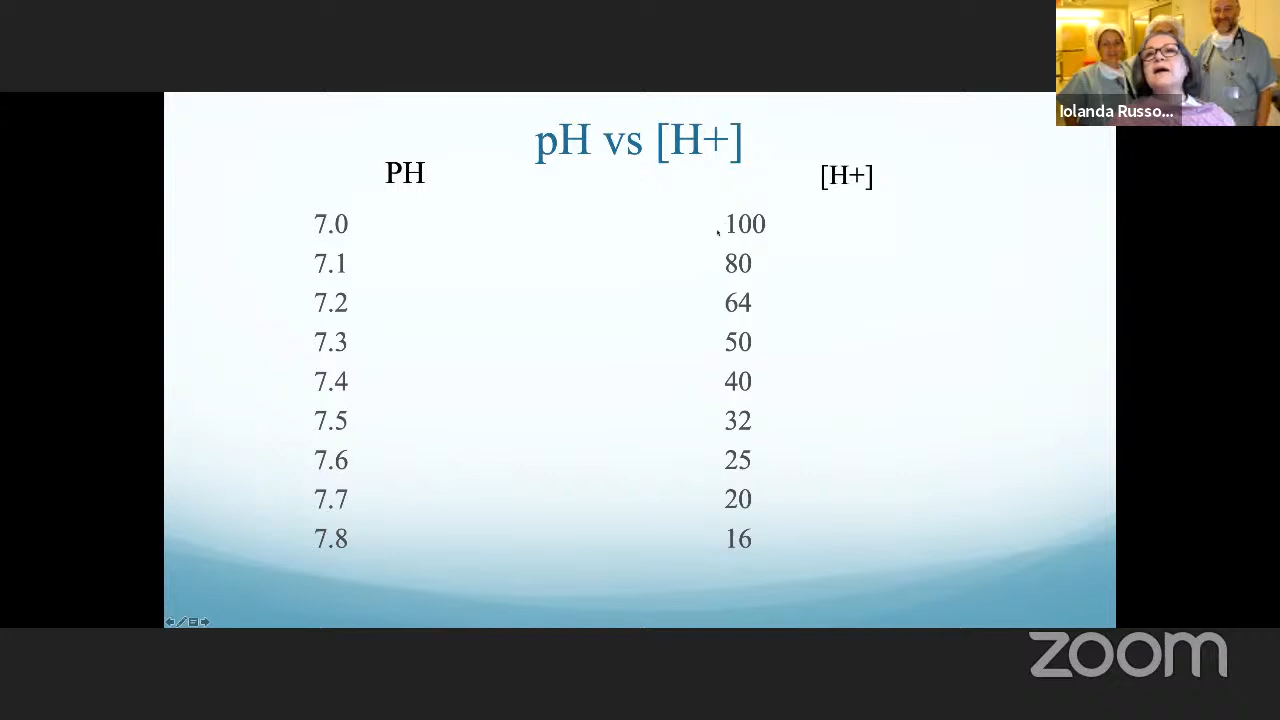 Iolanda Russo...
pH vs [H+]
PH [H+]
7.0 100
7.1 80
7.2 64
7.3 50
7.4 40
7.5 32
7.6 25
7.7 20
7.8 16
zoom